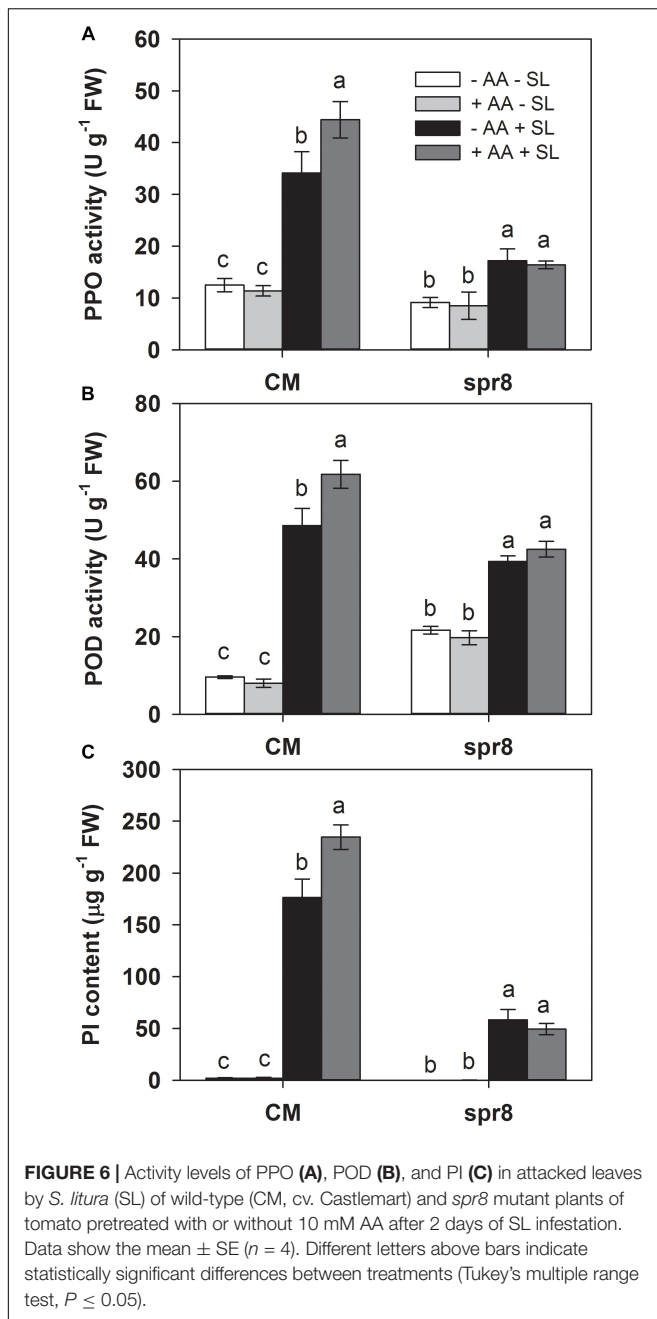 A
PPO activity (U g⁻¹ FW)
60
50
40
30
20
10
0
- AA - SL
+ AA - SL
- AA + SL
+ AA + SL
c
c
b
a
b
b
a
a
CM
spr8
B
POD activity (U g⁻¹ FW)
80
60
40
20
0
c
c
b
a
b
b
a
a
CM
spr8
C
PI content (μg g⁻¹ FW)
300
250
200
150
100
50
0
c
c
b
a
b
b
a
a
CM
spr8
FIGURE 6 | Activity levels of PPO (A), POD (B), and PI (C) in attacked leaves
by S. litura (SL) of wild-type (CM, cv. Castlemart) and spr8 mutant plants of
tomato pretreated with or without 10 mM AA after 2 days of SL infestation.
Data show the mean ± SE (n = 4). Different letters above bars indicate
statistically significant differences between treatments (Tukey's multiple range
test, P ≤ 0.05).